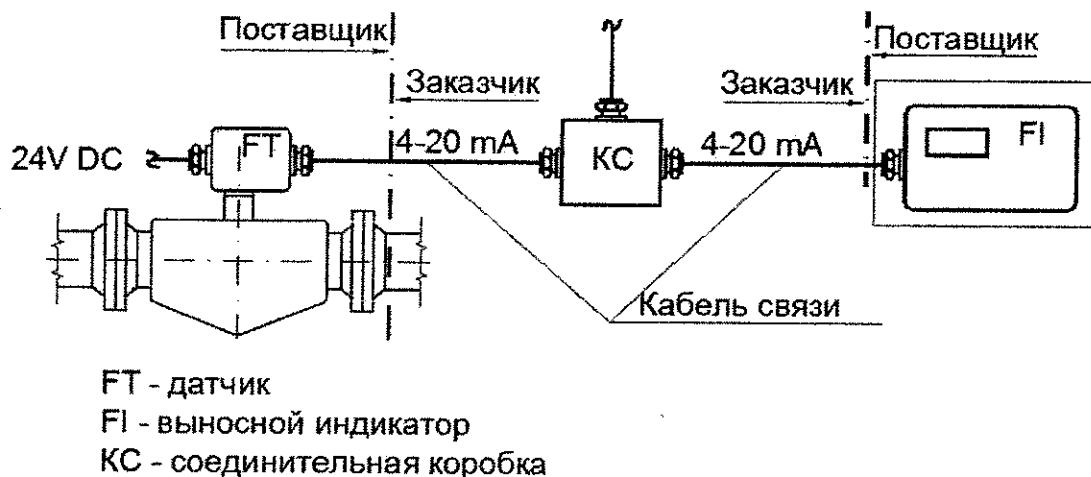 Поставщик
Поставщик
Заказчик
Заказчик
24V DC
FT
4-20 mA
КС
4-20 mA
FI
Кабель связи
FT - датчик
FI - выносной индикатор
КС - соединительная коробка